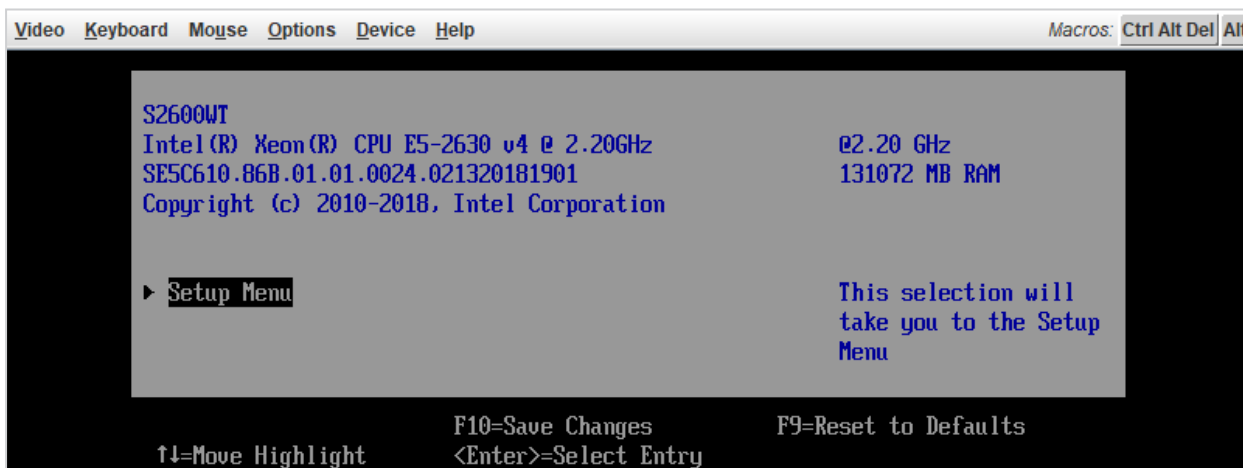 Video Keyboard Mouse Options Device Help Macros: Ctrl Alt Del Alt
S2600WT
Intel(R) Xeon(R) CPU E5-2630 v4 @ 2.20GHz @2.20 GHz
SE5C610.86B.01.01.0024.021320181901 131072 MB RAM
Copyright (c) 2010-2018, Intel Corporation
► Setup Menu This selection will
take you to the Setup
Menu
F10=Save Changes F9=Reset to Defaults
↑↓=Move Highlight <Enter>=Select Entry